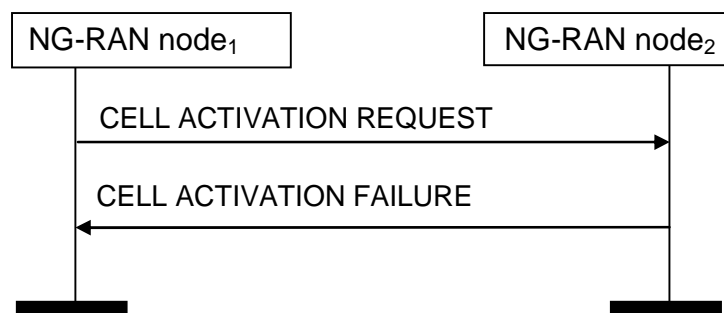 NG-RAN node1
NG-RAN node2
CELL ACTIVATION REQUEST
CELL ACTIVATION FAILURE